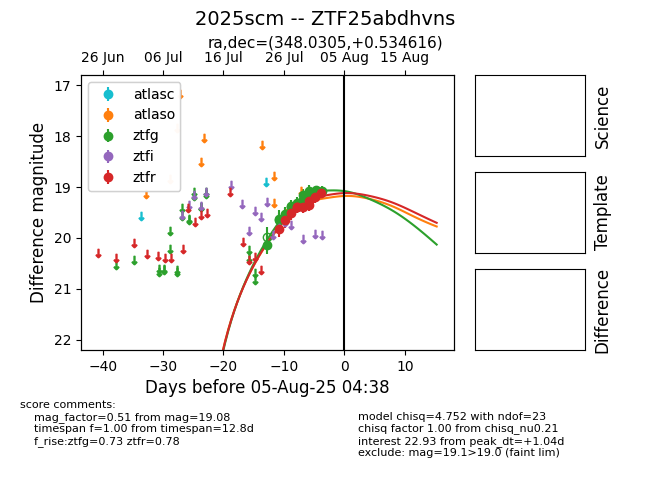 2025scm -- ZTF25abdhvns
ra,dec=(348.0305,+0.534616)
26 Jun 06 Jul 16 Jul 26 Jul 05 Aug 15 Aug
17
18
19
20
21
22
Difference magnitude
atlasc
atlaso
ztfg
ztfi
ztfr
−40 −30 −20 −10 0 10
Days before 05-Aug-25 04:38
Science
Template
Difference
score comments:
mag_factor=0.51 from mag=19.08
timespan f=1.00 from timespan=12.8d
f_rise:ztfg=0.73 ztfr=0.78
model chisq=4.752 with ndof=23
chisq factor 1.00 from chisq_nu0.21
interest 22.93 from peak_dt=+1.04d
exclude: mag=19.1>19.0 (faint lim)